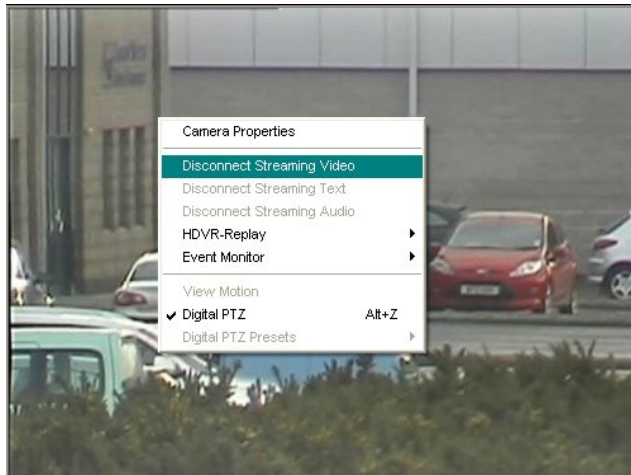 Camera Properties
Disconnect Streaming Video
Disconnect Streaming Text
Disconnect Streaming Audio
HDVR-Replay
Event Monitor
View Motion
Digital PTZ Alt+Z
Digital PTZ Presets